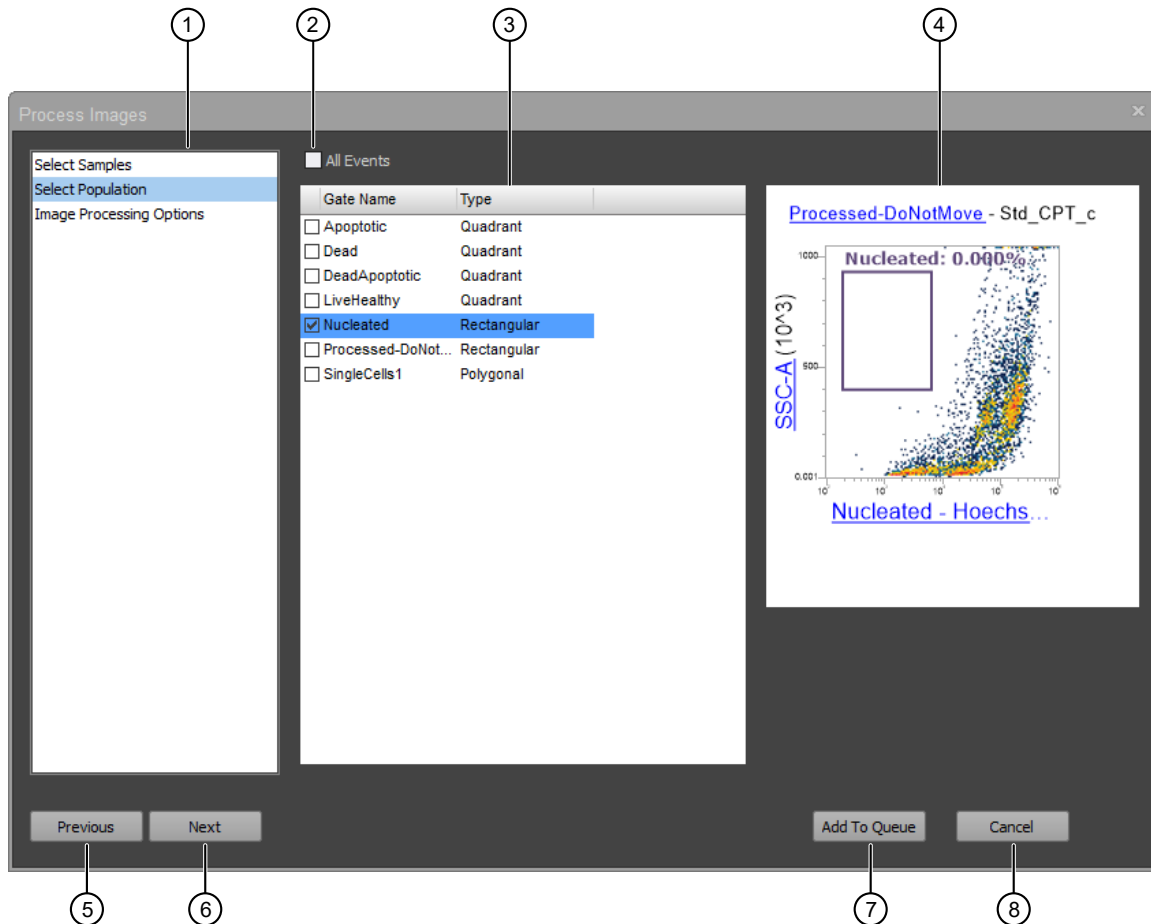 1 2 3 4
Process Images
Select Samples
Select Population
Image Processing Options
All Events
Gate Name Type
Apoptotic Quadrant
Dead Quadrant
DeadApoptotic Quadrant
LiveHealthy Quadrant
Nucleated Rectangular
Processed-DoNot... Rectangular
SingleCells1 Polygonal
Processed-DoNotMove - Std_CPT_c
Nucleated: 0.000%
1000
SSC-A (10^3)
500
0.001
Nucleated - Hoechs...
Previous Next Add To Queue Cancel
5 6 7 8